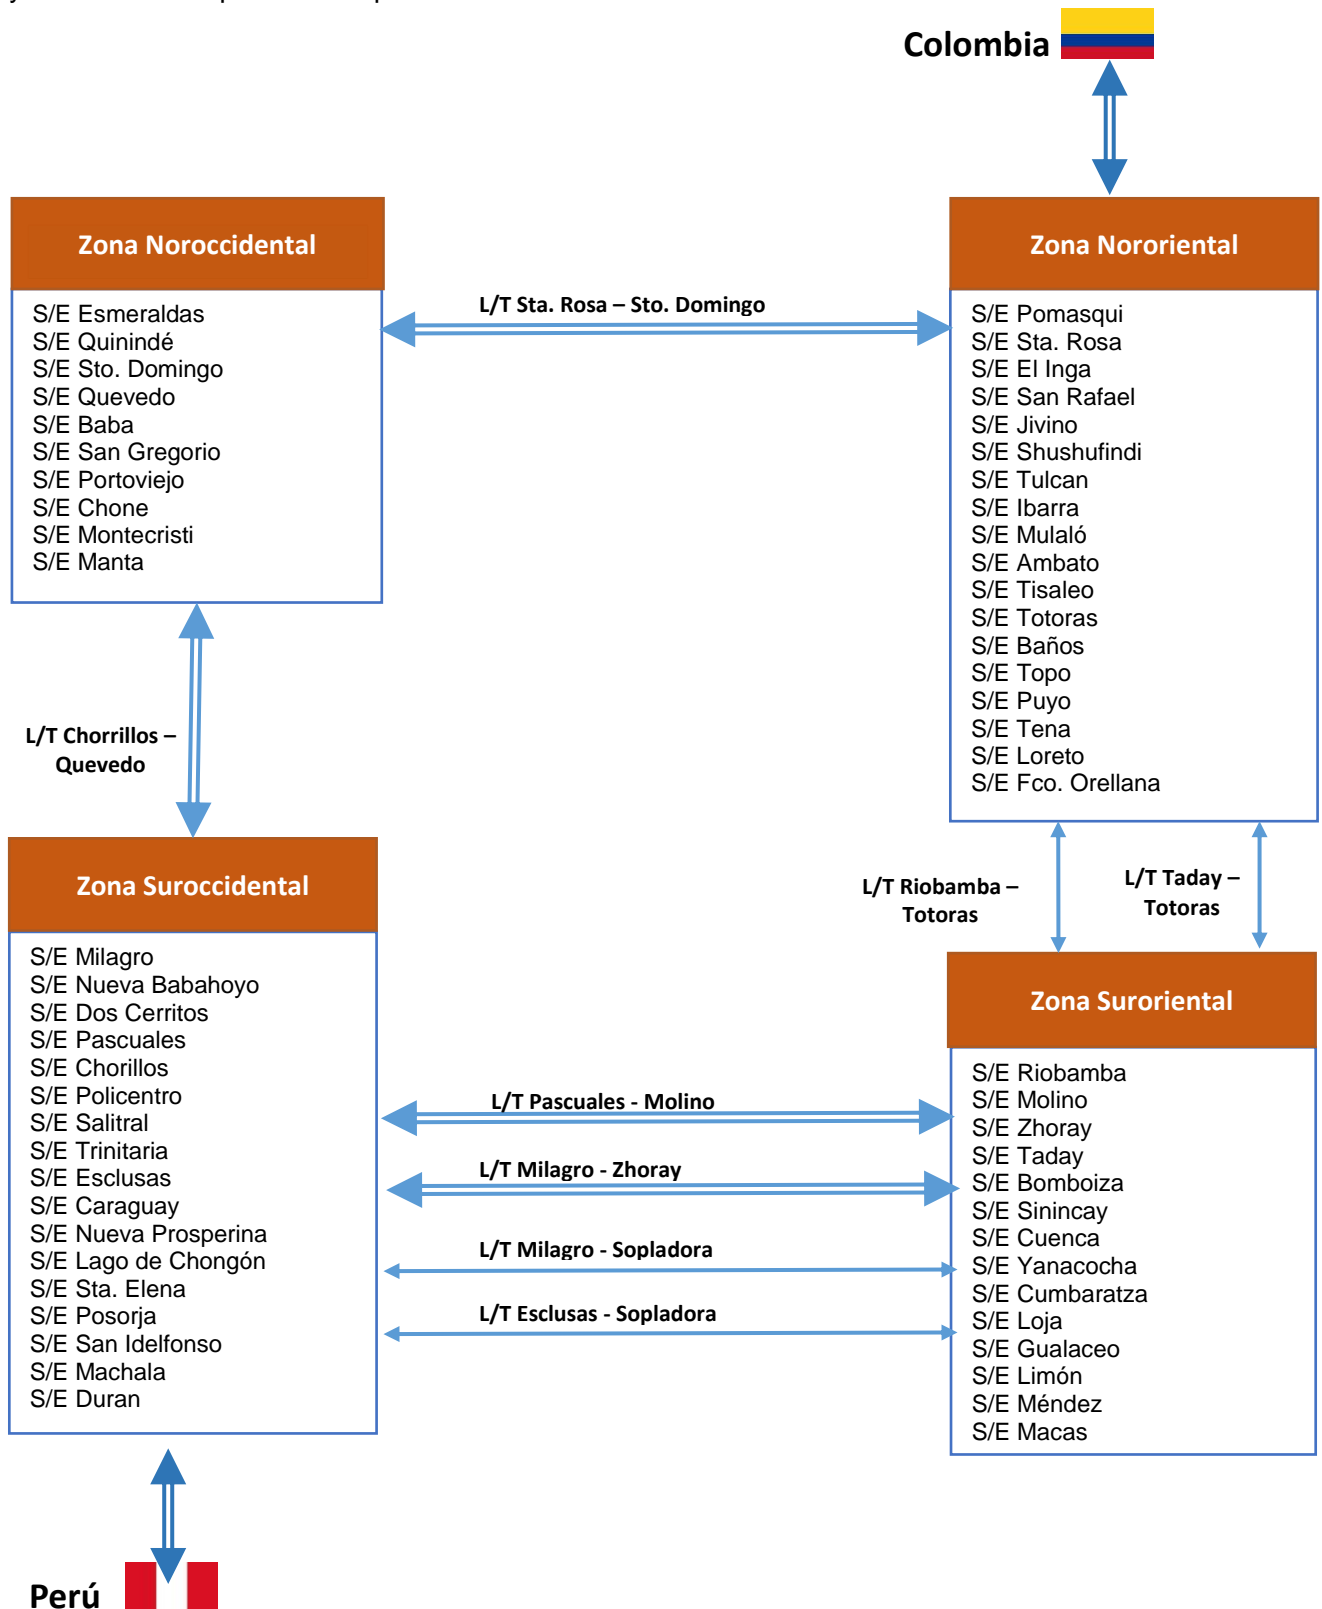 Colombia
Zona Noroccidental
S/E Esmeraldas
S/E Quinindé
S/E Sto. Domingo
S/E Quevedo
S/E Baba
S/E San Gregorio
S/E Portoviejo
S/E Chone
S/E Montecristi
S/E Manta
L/T Sta. Rosa – Sto. Domingo
Zona Nororiental
S/E Pomasqui
S/E Sta. Rosa
S/E El Inga
S/E San Rafael
S/E Jivino
S/E Shushufindi
S/E Tulcan
S/E Ibarra
S/E Mulaló
S/E Ambato
S/E Tisaleo
S/E Totoras
S/E Baños
S/E Topo
S/E Puyo
S/E Tena
S/E Loreto
S/E Fco. Orellana
L/T Chorrillos –
Quevedo
L/T Riobamba –
Totoras
L/T Taday –
Totoras
Zona Suroccidental
S/E Milagro
S/E Nueva Babahoyo
S/E Dos Cerritos
S/E Pascuales
S/E Chorillos
S/E Policentro
S/E Salitral
S/E Trinitaria
S/E Esclusas
S/E Caraguay
S/E Nueva Prosperina
S/E Lago de Chongón
S/E Sta. Elena
S/E Posorja
S/E San Idelfonso
S/E Machala
S/E Duran
L/T Pascuales - Molino
L/T Milagro - Zhoray
L/T Milagro - Sopladora
L/T Esclusas - Sopladora
Zona Suroriental
S/E Riobamba
S/E Molino
S/E Zhoray
S/E Taday
S/E Bomboiza
S/E Sinincay
S/E Cuenca
S/E Yanacocha
S/E Cumbaratza
S/E Loja
S/E Gualaceo
S/E Limón
S/E Méndez
S/E Macas
Perú